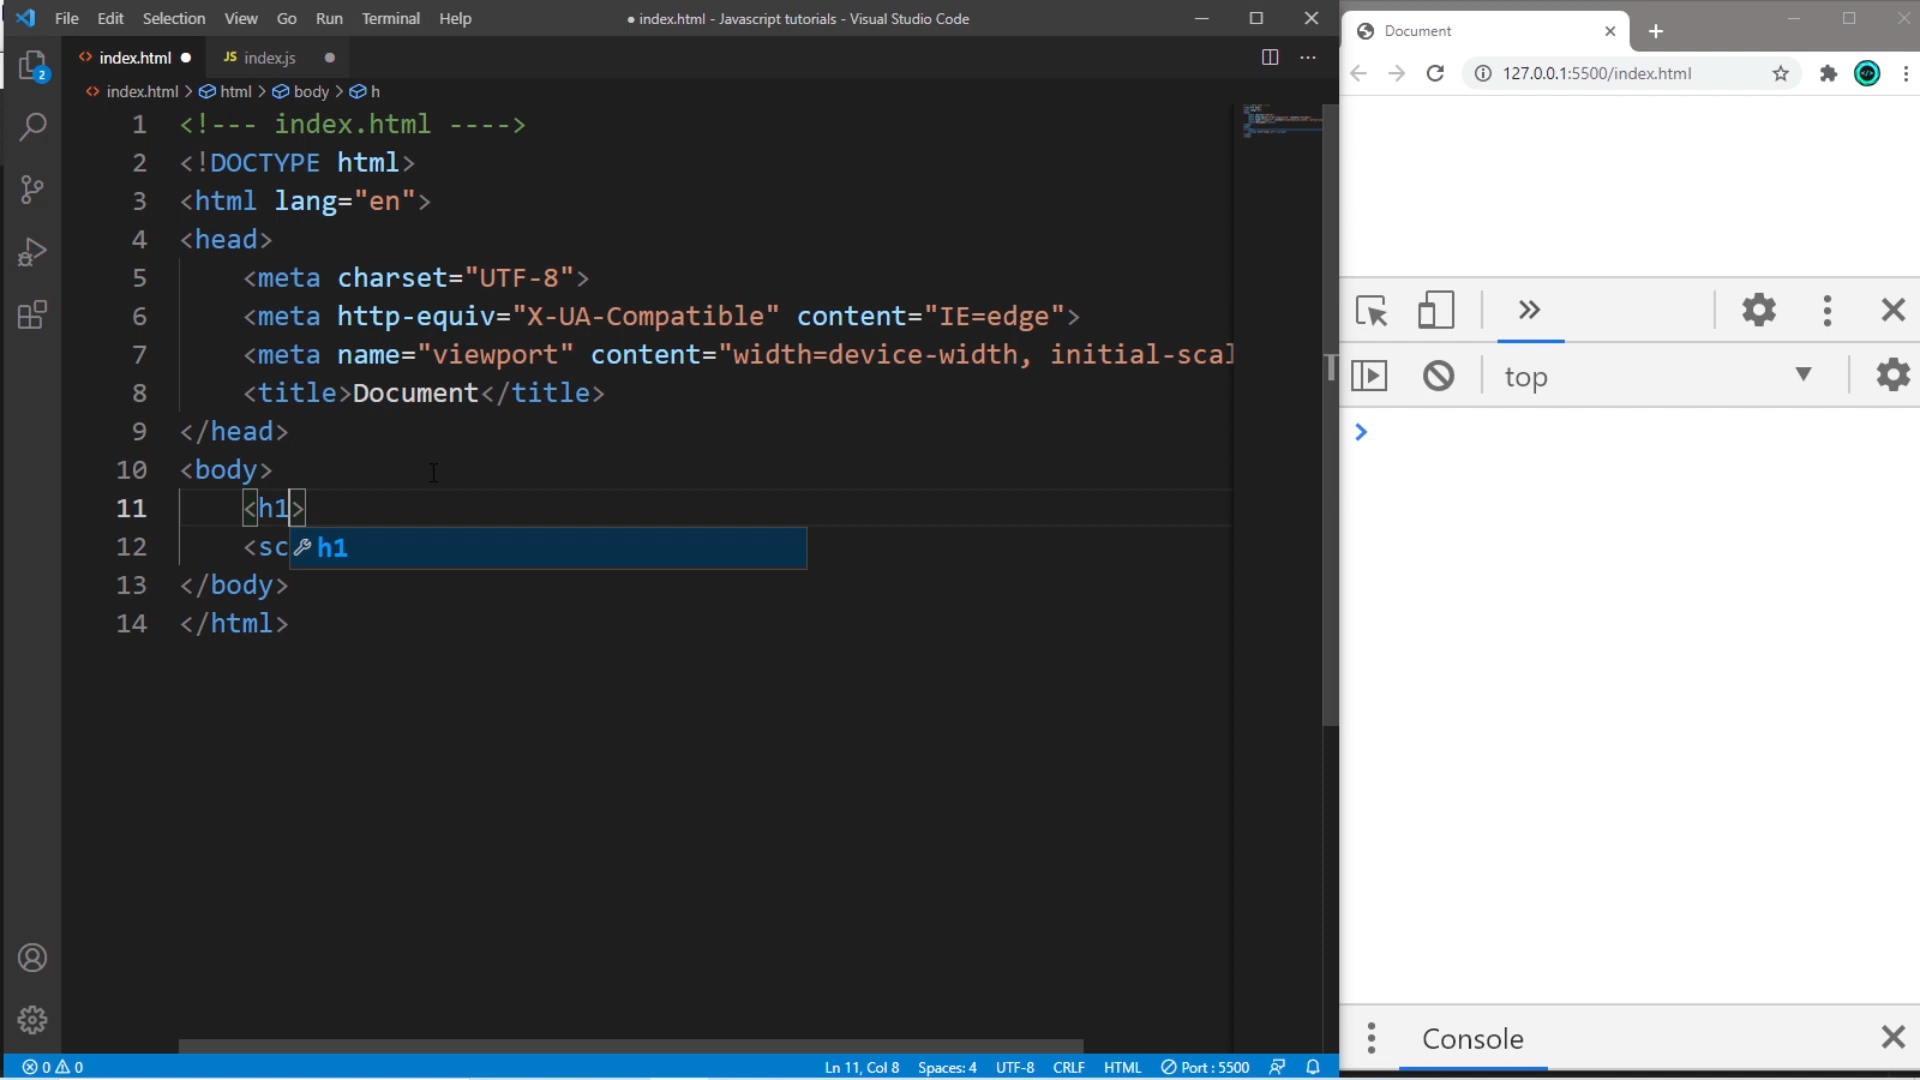 File Edit Selection View Go Run Terminal Help
● index.html - Javascript tutorials - Visual Studio Code
index.html ●
JS index.js ●
index.html > html > body > h
1 <!--- index.html ---->
2 <!DOCTYPE html>
3 <html lang="en">
4 <head>
5 <meta charset="UTF-8">
6 <meta http-equiv="X-UA-Compatible" content="IE=edge">
7 <meta name="viewport" content="width=device-width, initial-scal
8 <title>Document</title>
9 </head>
10 <body>
11 <h1>
12 <sc
h1
13 </body>
14 </html>
2
0 0
Ln 11, Col 8 Spaces: 4 UTF-8 CRLF HTML Port : 5500
Document
127.0.0.1:5500/index.html
top
Console